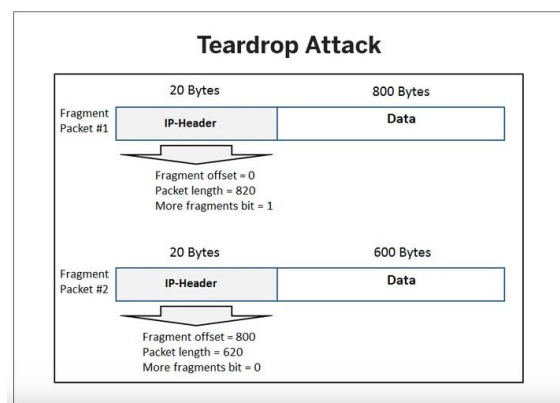 Teardrop Attack
20 Bytes 800 Bytes
Fragment
Packet #1
IP-Header Data
Fragment offset = 0
Packet length = 820
More fragments bit = 1
20 Bytes 600 Bytes
Fragment
Packet #2
IP-Header Data
Fragment offset = 800
Packet length = 620
More fragments bit = 0